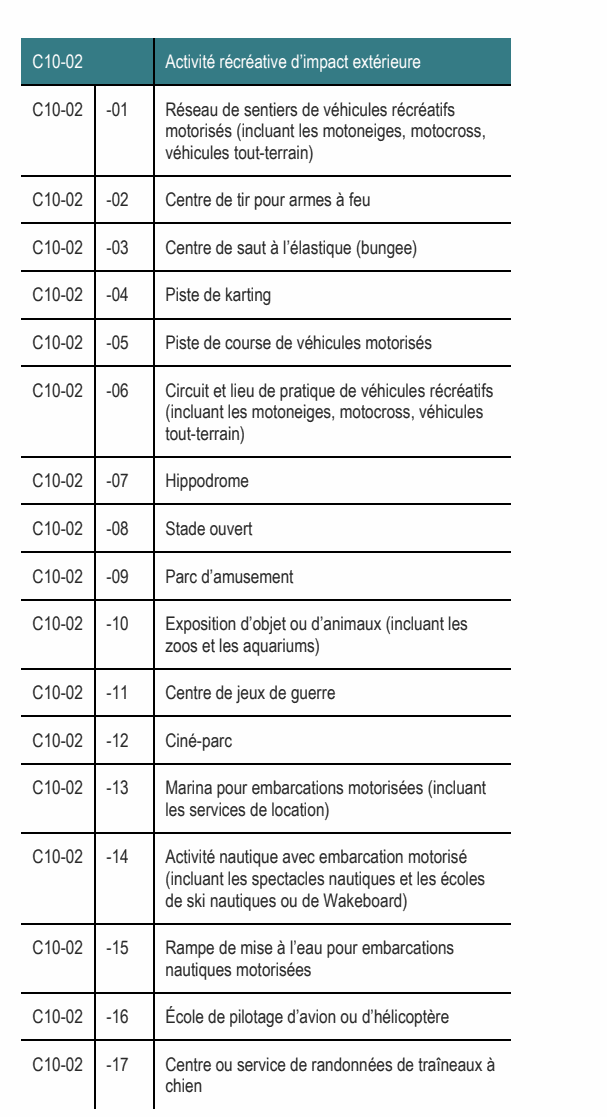 C10-02 Activité récréative d’impact extérieure
C10-02 -01 Réseau de sentiers de véhicules récréatifs
motorisés (incluant les motoneiges, motocross,
véhicules tout-terrain)
C10-02 -02 Centre de tir pour armes à feu
C10-02 -03 Centre de saut à l’élastique (bungee)
C10-02 -04 Piste de karting
C10-02 -05 Piste de course de véhicules motorisés
C10-02 -06 Circuit et lieu de pratique de véhicules récréatifs
(incluant les motoneiges, motocross, véhicules
tout-terrain)
C10-02 -07 Hippodrome
C10-02 -08 Stade ouvert
C10-02 -09 Parc d’amusement
C10-02 -10 Exposition d’objet ou d’animaux (incluant les
zoos et les aquariums)
C10-02 -11 Centre de jeux de guerre
C10-02 -12 Ciné-parc
C10-02 -13 Marina pour embarcations motorisées (incluant
les services de location)
C10-02 -14 Activité nautique avec embarcation motorisé
(incluant les spectacles nautiques et les écoles
de ski nautiques ou de Wakeboard)
C10-02 -15 Rampe de mise à l’eau pour embarcations
nautiques motorisées
C10-02 -16 École de pilotage d’avion ou d’hélicoptère
C10-02 -17 Centre ou service de randonnées de traîneaux à
chien